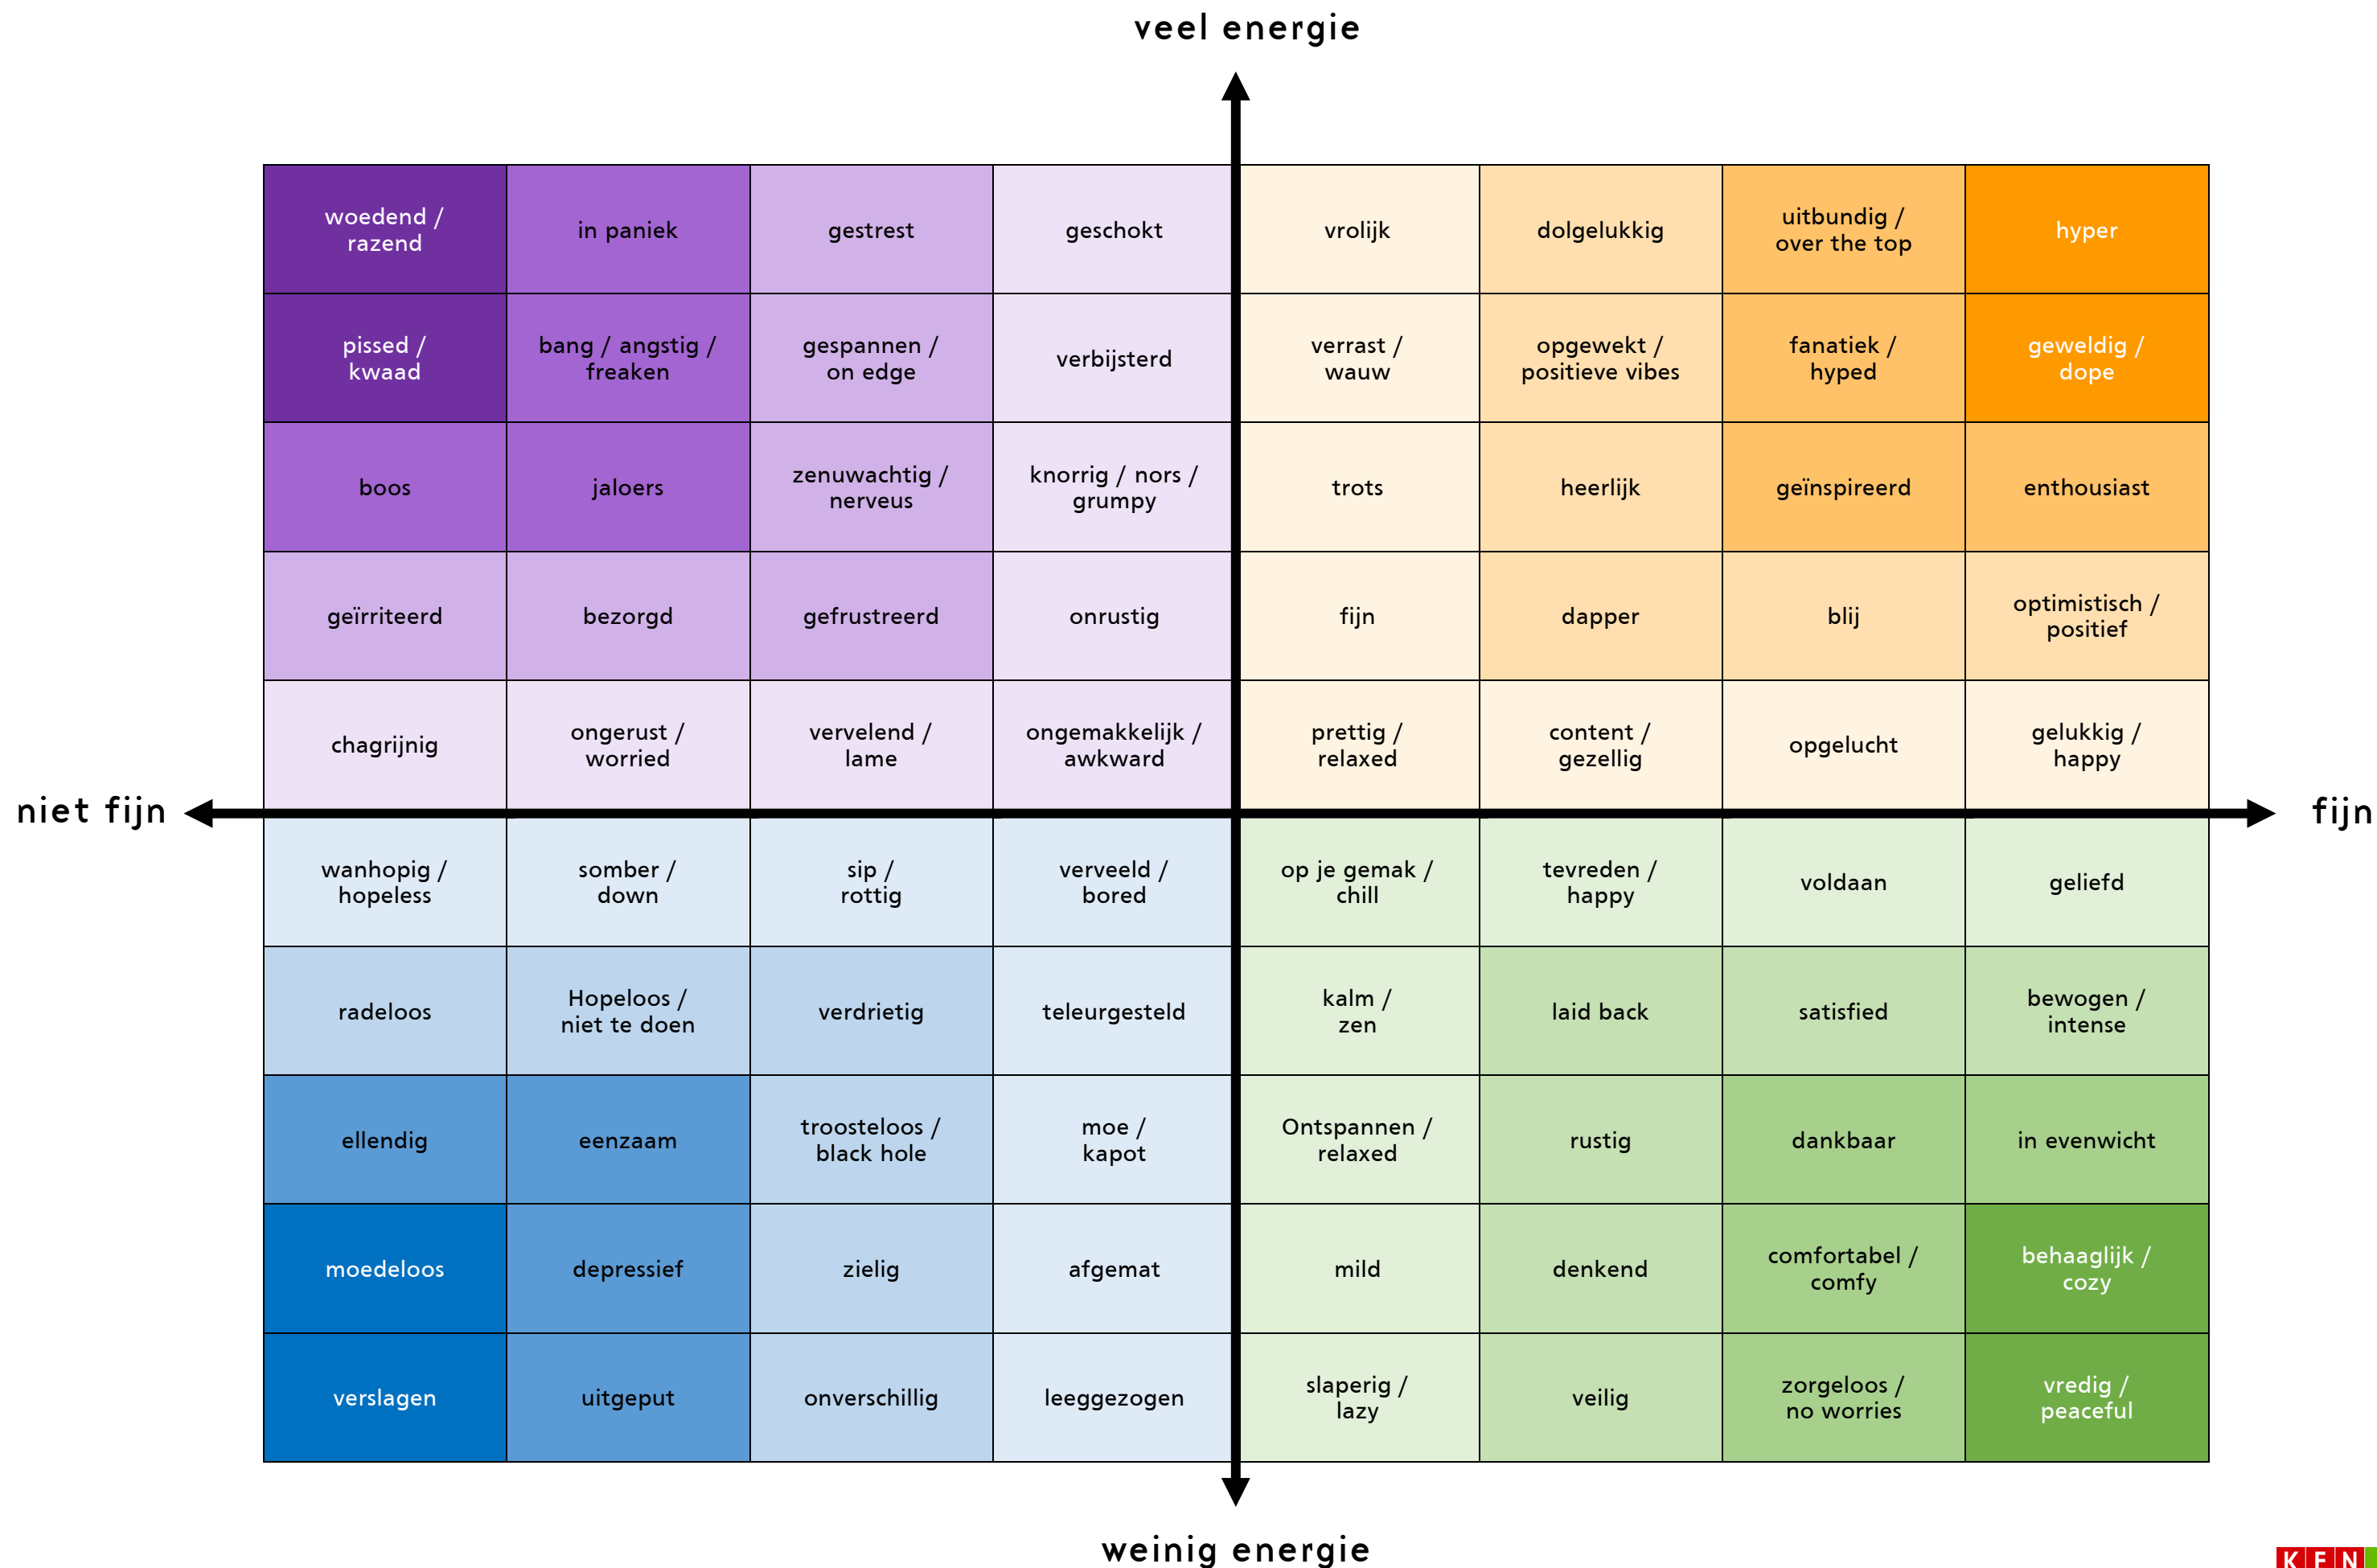 veel energie
woedend /
razend
in paniek
gestrest
geschokt
vrolijk
dolgelukkig
uitbundig /
over the top
hyper
pissed /
kwaad
bang / angstig /
freaken
gespannen /
on edge
verbijsterd
verrast /
wauw
opgewekt /
positieve vibes
fanatiek /
hyped
geweldig /
dope
boos
jaloers
zenuwachtig /
nerveus
knorrig / nors /
grumpy
trots
heerlijk
geïnspireerd
enthousiast
geïrriteerd
bezorgd
gefrustreerd
onrustig
fijn
dapper
blij
optimistisch /
positief
chagrijnig
ongerust /
worried
vervelend /
lame
ongemakkelijk /
awkward
prettig /
relaxed
content /
gezellig
opgelucht
gelukkig /
happy
niet fijn
fijn
wanhopig /
hopeless
somber /
down
sip /
rottig
verveeld /
bored
op je gemak /
chill
tevreden /
happy
voldaan
geliefd
radeloos
Hopeloos /
niet te doen
verdrietig
teleurgesteld
kalm /
zen
laid back
satisfied
bewogen /
intense
ellendig
eenzaam
troosteloos /
black hole
moe /
kapot
Ontspannen /
relaxed
rustig
dankbaar
in evenwicht
moedeloos
depressief
zielig
afgemat
mild
denkend
comfortabel /
comfy
behaaglijk /
cozy
verslagen
uitgeput
onverschillig
leeggezogen
slaperig /
lazy
veilig
zorgeloos /
no worries
vredig /
peaceful
weinig energie